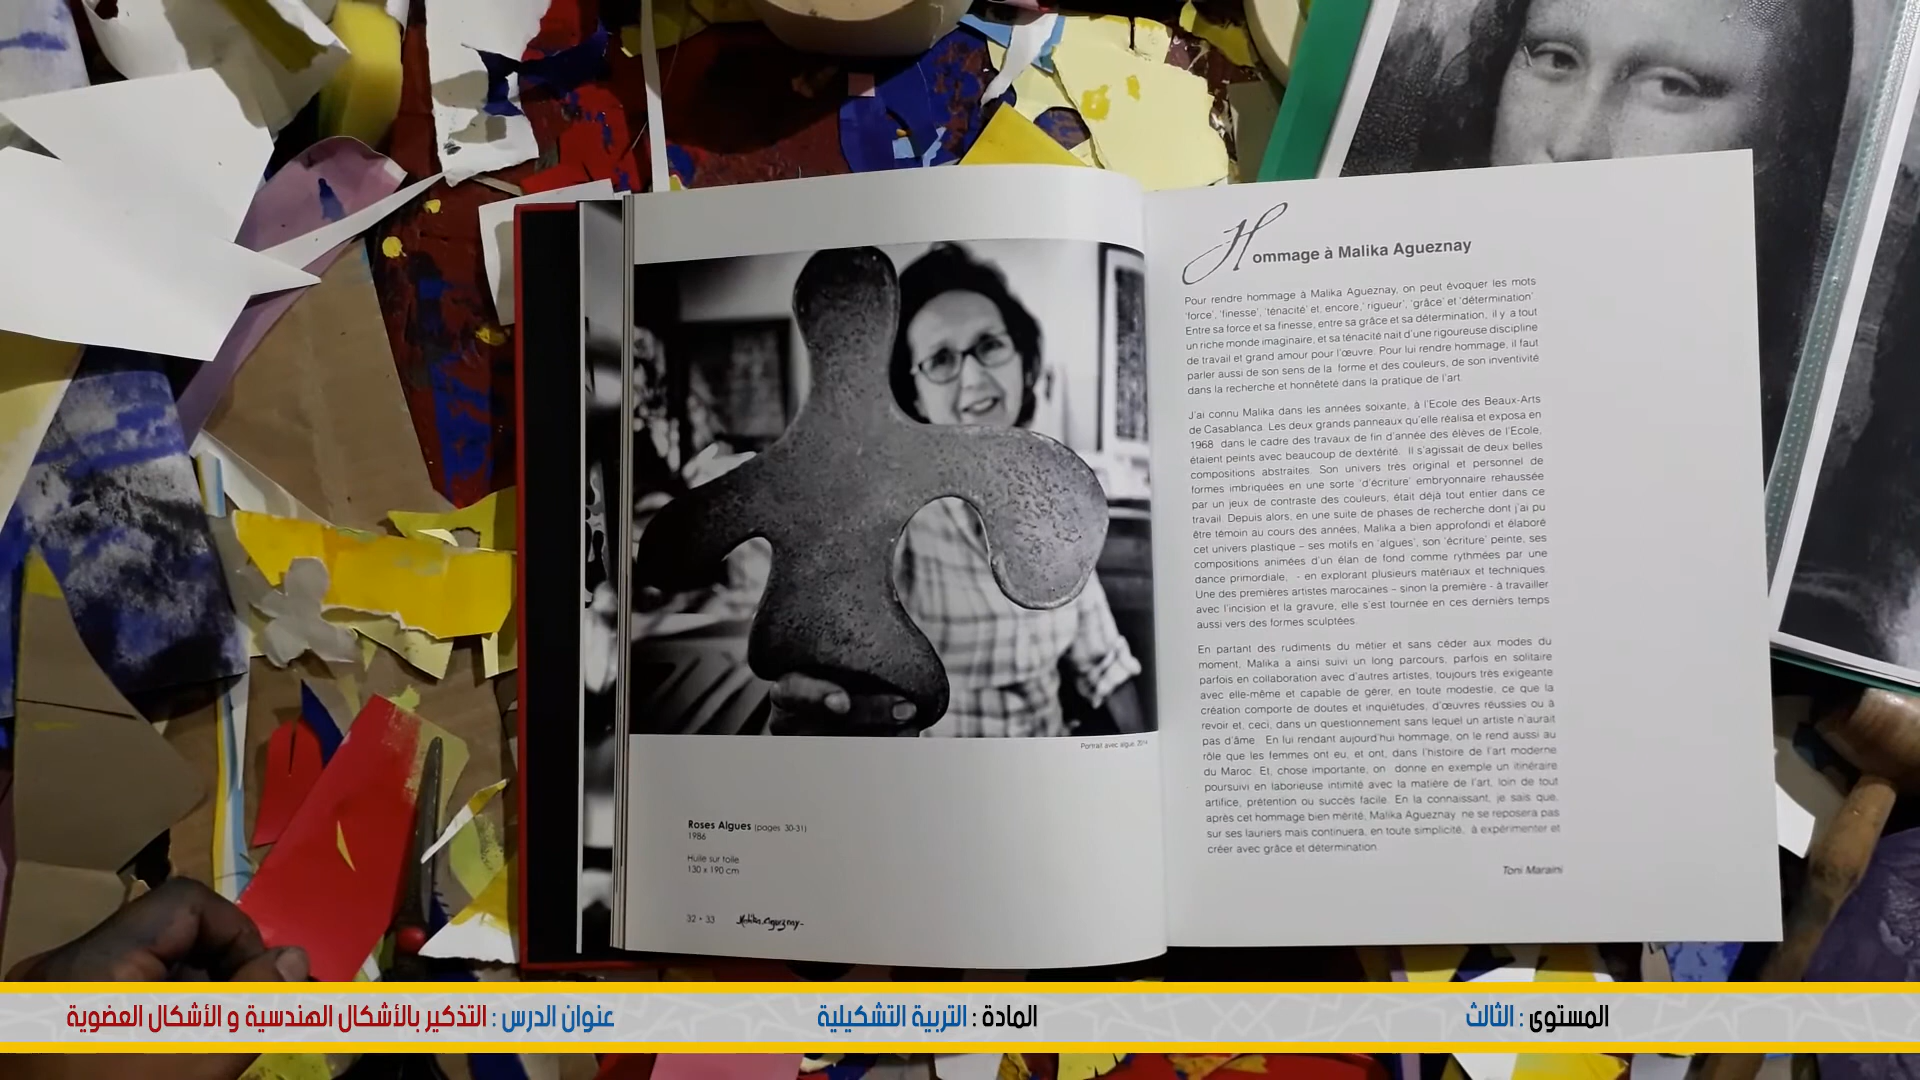 Portrait avec algue, 2014
Roses Algues (pages 30-31)
1986
Huile sur toile
130 x 190 cm
32 • 33
Malika Agueznay
Hommage à Malika Agueznay
Pour rendre hommage à Malika Agueznay, on peut évoquer les mots
'force', 'finesse', 'ténacité' et, encore,' rigueur', 'grâce' et 'détermination'.
Entre sa force et sa finesse, entre sa grâce et sa détermination, il y a tout
un riche monde imaginaire, et sa ténacité nait d'une rigoureuse discipline
de travail et grand amour pour l'œuvre. Pour lui rendre hommage, il faut
parler aussi de son sens de la forme et des couleurs, de son inventivité
dans la recherche et honnêteté dans la pratique de l'art.
J'ai connu Malika dans les années soixante, à l'Ecole des Beaux-Arts
de Casablanca. Les deux grands panneaux qu'elle réalisa et exposa en
1968 dans le cadre des travaux de fin d'année des élèves de l'Ecole,
étaient peints avec beaucoup de dextérité. Il s'agissait de deux belles
compositions abstraites. Son univers très original et personnel de
formes imbriquées en une sorte 'd'écriture' embryonnaire rehaussée
par un jeux de contraste des couleurs, était déjà tout entier dans ce
travail. Depuis alors, en une suite de phases de recherche dont j'ai pu
être témoin au cours des années, Malika a bien approfondi et élaboré
cet univers plastique – ses motifs en 'algues', son 'écriture' peinte, ses
compositions animées d'un élan de fond comme rythmées par une
dance primordiale, - en explorant plusieurs matériaux et techniques.
Une des premières artistes marocaines – sinon la première - à travailler
avec l'incision et la gravure, elle s'est tournée en ces derniers temps
aussi vers des formes sculptées.
En partant des rudiments du métier et sans céder aux modes du
moment, Malika a ainsi suivi un long parcours, parfois en solitaire
parfois en collaboration avec d'autres artistes, toujours très exigeante
avec elle-même et capable de gérer, en toute modestie, ce que la
création comporte de doutes et inquiétudes, d'œuvres réussies ou à
revoir et, ceci, dans un questionnement sans lequel un artiste n'aurait
pas d'âme. En lui rendant aujourd'hui hommage, on le rend aussi au
rôle que les femmes ont eu, et ont, dans l'histoire de l'art moderne
du Maroc. Et, chose importante, on donne en exemple un itinéraire
poursuivi en laborieuse intimité avec la matière de l'art, loin de tout
artifice, prétention ou succès facile. En la connaissant, je sais que,
après cet hommage bien mérité, Malika Agueznay ne se reposera pas
sur ses lauriers mais continuera, en toute simplicité, à expérimenter et
créer avec grâce et détermination.
Toni Maraini
المستوى : الثالث
المادة : التربية التشكيلية
عنوان الدرس : التذكير بالأشكال الهندسية و الأشكال العضوية